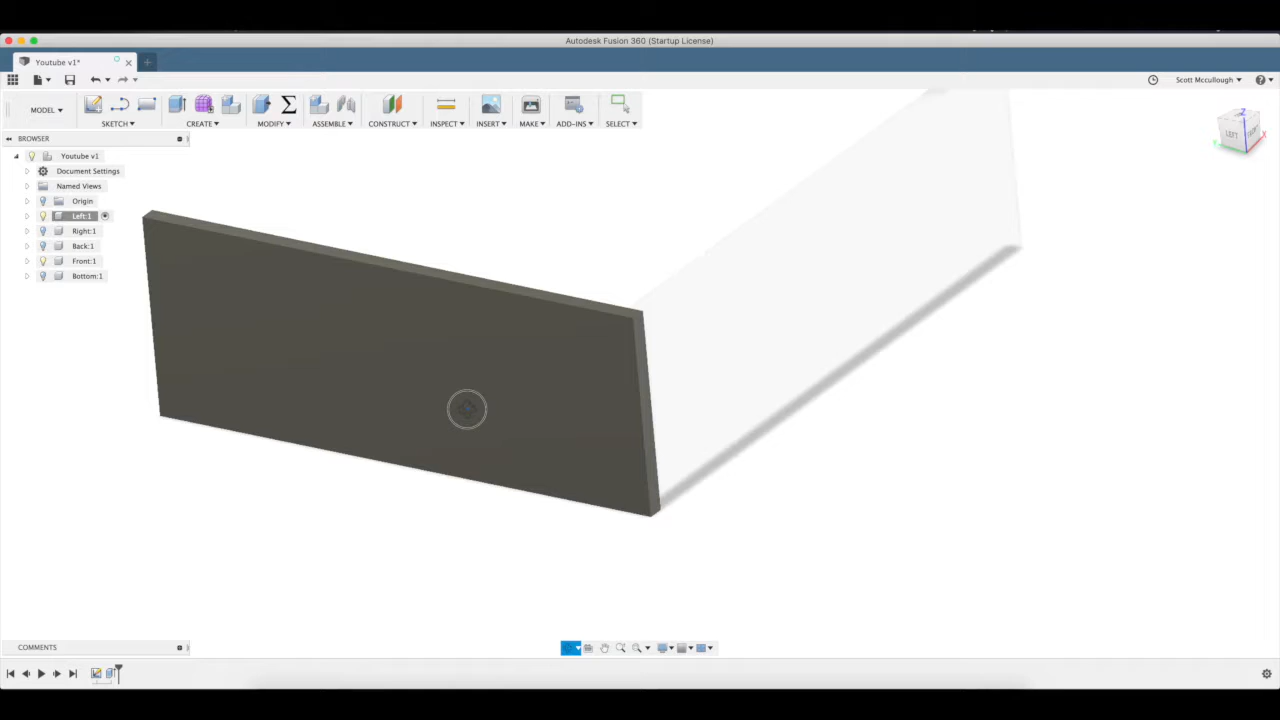 Autodesk Fusion 360 (Startup License)
Youtube v1*
Scott Mccullough
MODEL
SKETCH
CREATE
MODIFY
ASSEMBLE
CONSTRUCT
INSPECT
INSERT
MAKE
ADD-INS
SELECT
BROWSER
Youtube v1
Document Settings
Named Views
Origin
Left:1
Right:1
Back:1
Front:1
Bottom:1
Z
LEFT
X
COMMENTS